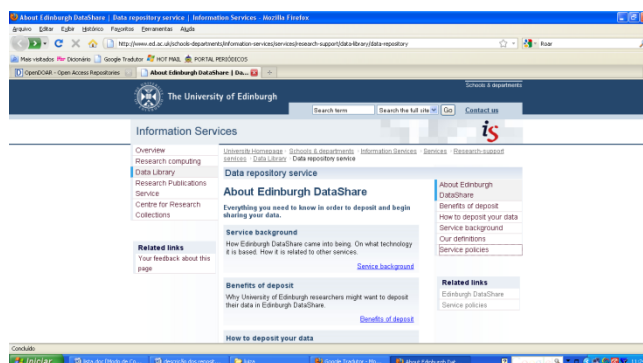 About Edinburgh DataShare | Data repository service | Information Services - Mozilla Firefox
Arquivo Editar Exibir Histórico Favoritos Ferramentas Ajuda
http://www.ed.ac.uk/schools-departments/information-services/services/research-support/data-library/data-repository
Roar
Mais visitados Dicionário Google Tradutor HOT MAIL PORTAL PERIÓDICOS
OpenDOAR - Open Access Repositories
About Edinburgh DataShare | Da...
Schools & departments
The University of Edinburgh
Search term
Search the full site
Go
Contact us
Information Services
is
Overview
Research computing
Data Library
Research Publications
Service
Centre for Research
Collections
Related links
Your feedback about this
page
University Homepage · Schools & departments · Information Services · Services · Research-support
services · Data Library · Data repository service
Data repository service
About Edinburgh DataShare
Everything you need to know in order to deposit and begin
sharing your data.
Service background
How Edinburgh DataShare came into being. On what technology
it is based. How it is related to other services.
Service background
Benefits of deposit
Why University of Edinburgh researchers might want to deposit
their data in Edinburgh DataShare.
Benefits of deposit
How to deposit your data
About Edinburgh
DataShare
Benefits of deposit
How to deposit your data
Service background
Our definitions
Service policies
Related links
Edinburgh DataShare
Service policies
Concluído
Iniciar